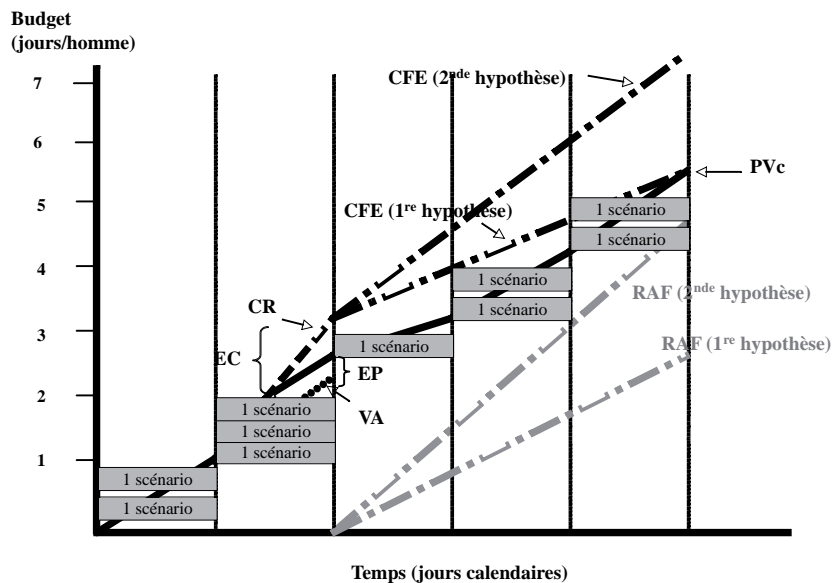 Budget
(jours/homme)
7
CFE (2nde hypothèse)
6
PVc
5
1 scénario
CFE (1re hypothèse)
1 scénario
4
1 scénario
RAF (2nde hypothèse)
CR
1 scénario
3
RAF (1re hypothèse)
1 scénario
EC
EP
2
1 scénario
VA
1 scénario
1
1 scénario
1 scénario
1 scénario
Temps (jours calendaires)